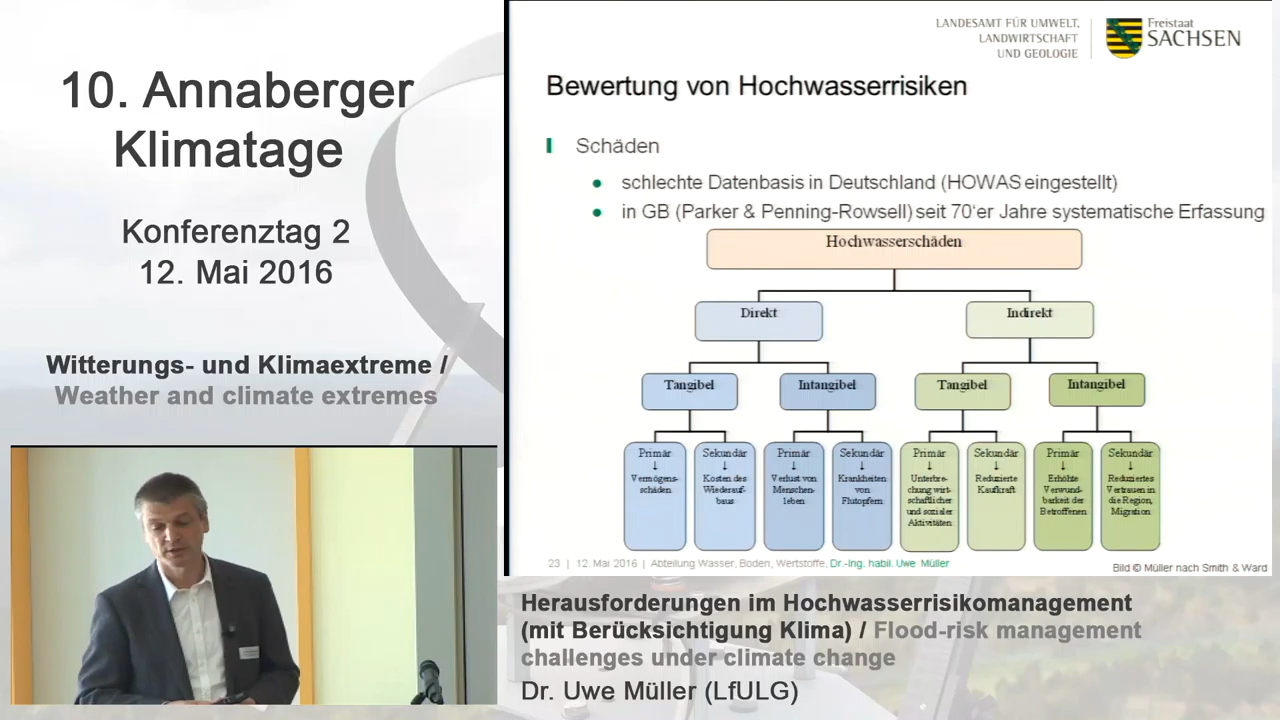 10. Annaberger
Klimatage
Konferenztag 2
12. Mai 2016
Witterungs- und Klimaextreme /
Weather and climate extremes
LANDESAMT FÜR UMWELT,
LANDWIRTSCHAFT
UND GEOLOGIE
Freistaat
SACHSEN
Bewertung von Hochwasserrisiken
Schäden
schlechte Datenbasis in Deutschland (HOWAS eingestellt)
in GB (Parker & Penning-Rowsell) seit 70'er Jahre systematische Erfassung
Hochwasserschäden
Direkt
Indirekt
Tangibel
Intangibel
Tangibel
Intangibel
Primär
↓
Vermögens-
schäden
Sekundär
↓
Kosten des
Wiederauf-
baus
Primär
↓
Verlust von
Menschen-
leben
Sekundär
↓
Krankheiten
von
Flutopfern
Primär
↓
Unterbre-
chung wirt-
schaftlicher
und sozialer
Aktivitäten
Sekundär
↓
Reduzierte
Kaufkraft
Primär
↓
Erhöhte
Verwund-
barkeit der
Betroffenen
Sekundär
↓
Reduziertes
Vertrauen in
die Region,
Migration
23 | 12. Mai 2016 | Abteilung Wasser, Boden, Wertstoffe, Dr.-Ing. habil. Uwe Müller
Bild © Müller nach Smith & Ward
Herausforderungen im Hochwasserrisikomanagement
(mit Berücksichtigung Klima) / Flood-risk management
challenges under climate change
Dr. Uwe Müller (LfULG)